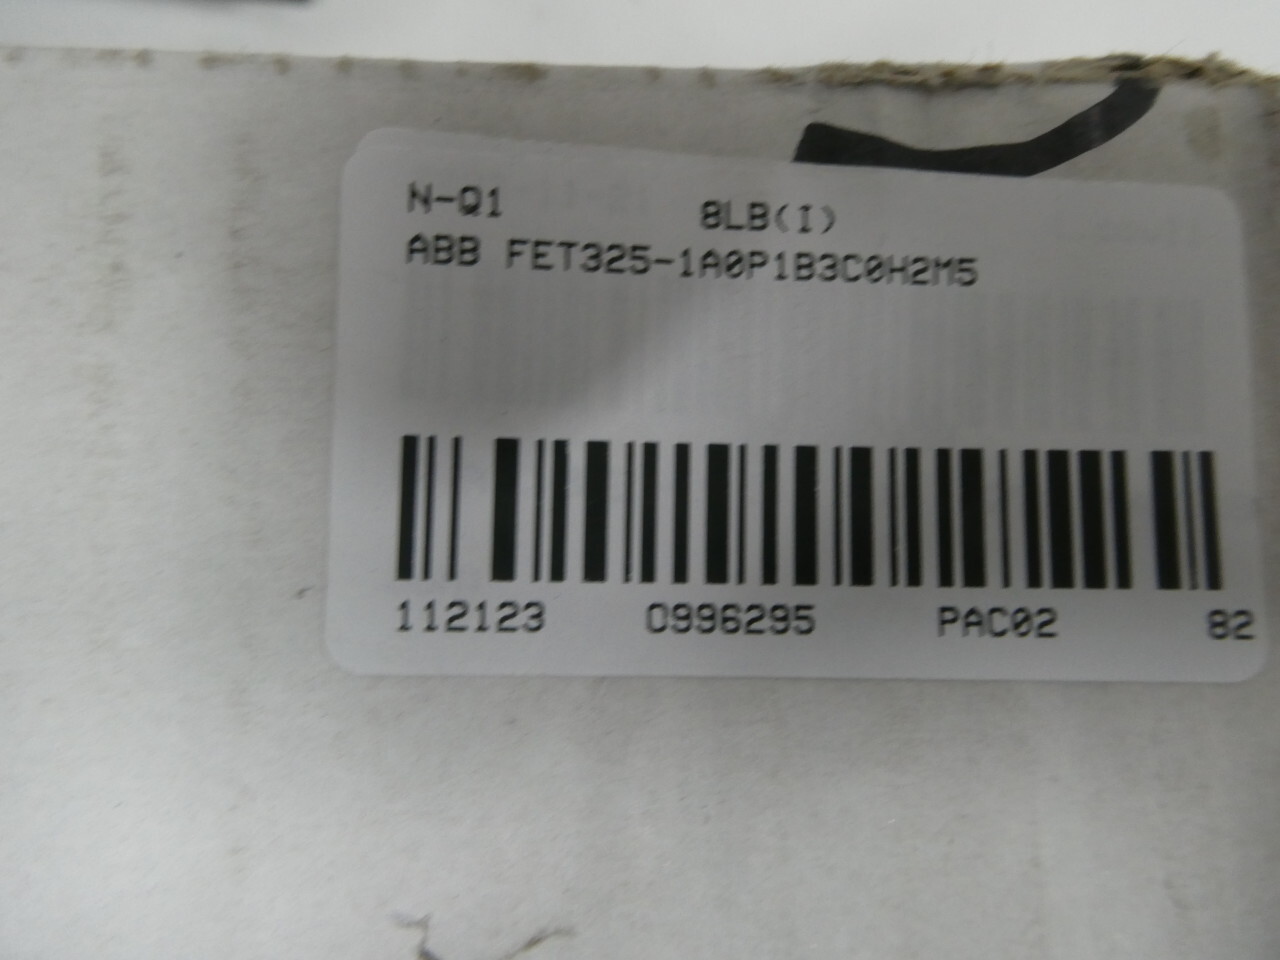 N-Q1 8LB(I)
ABB FET325-1A0P1B3C0H2M5
112123 0996295 PAC02 82